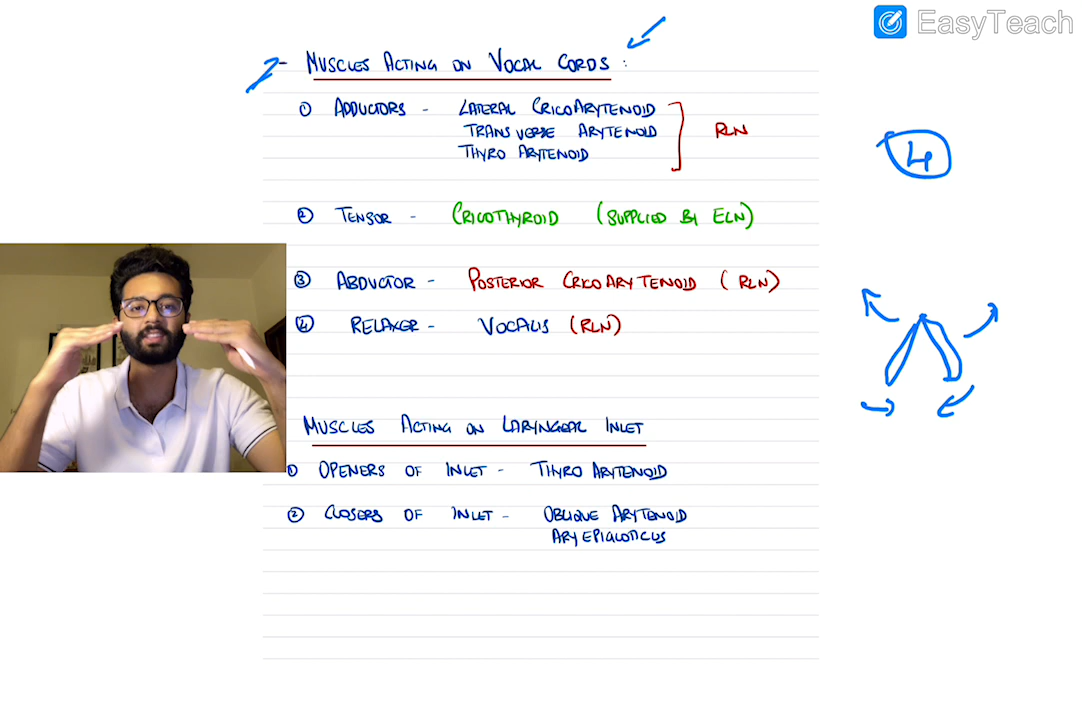 EasyTeach
- MUSCLES ACTING ON VOCAL CORDS :
① ADDUCTORS - LATERAL CRICOARYTENOID
TRANSVERSE ARYTENOID
THYRO ARYTENOID
RLN
4
② TENSOR - CRICOTHYROID (SUPPLIED BY ELN)
③ ABDUCTOR - POSTERIOR CRICOARYTENOID (RLN)
④ RELAXER - VOCALIS (RLN)
MUSCLES ACTING ON LARYNGEAL INLET
① OPENERS OF INLET - THYRO ARYTENOID
② CLOSERS OF INLET - OBLIQUE ARYTENOID
ARYEPIGLOTICUS